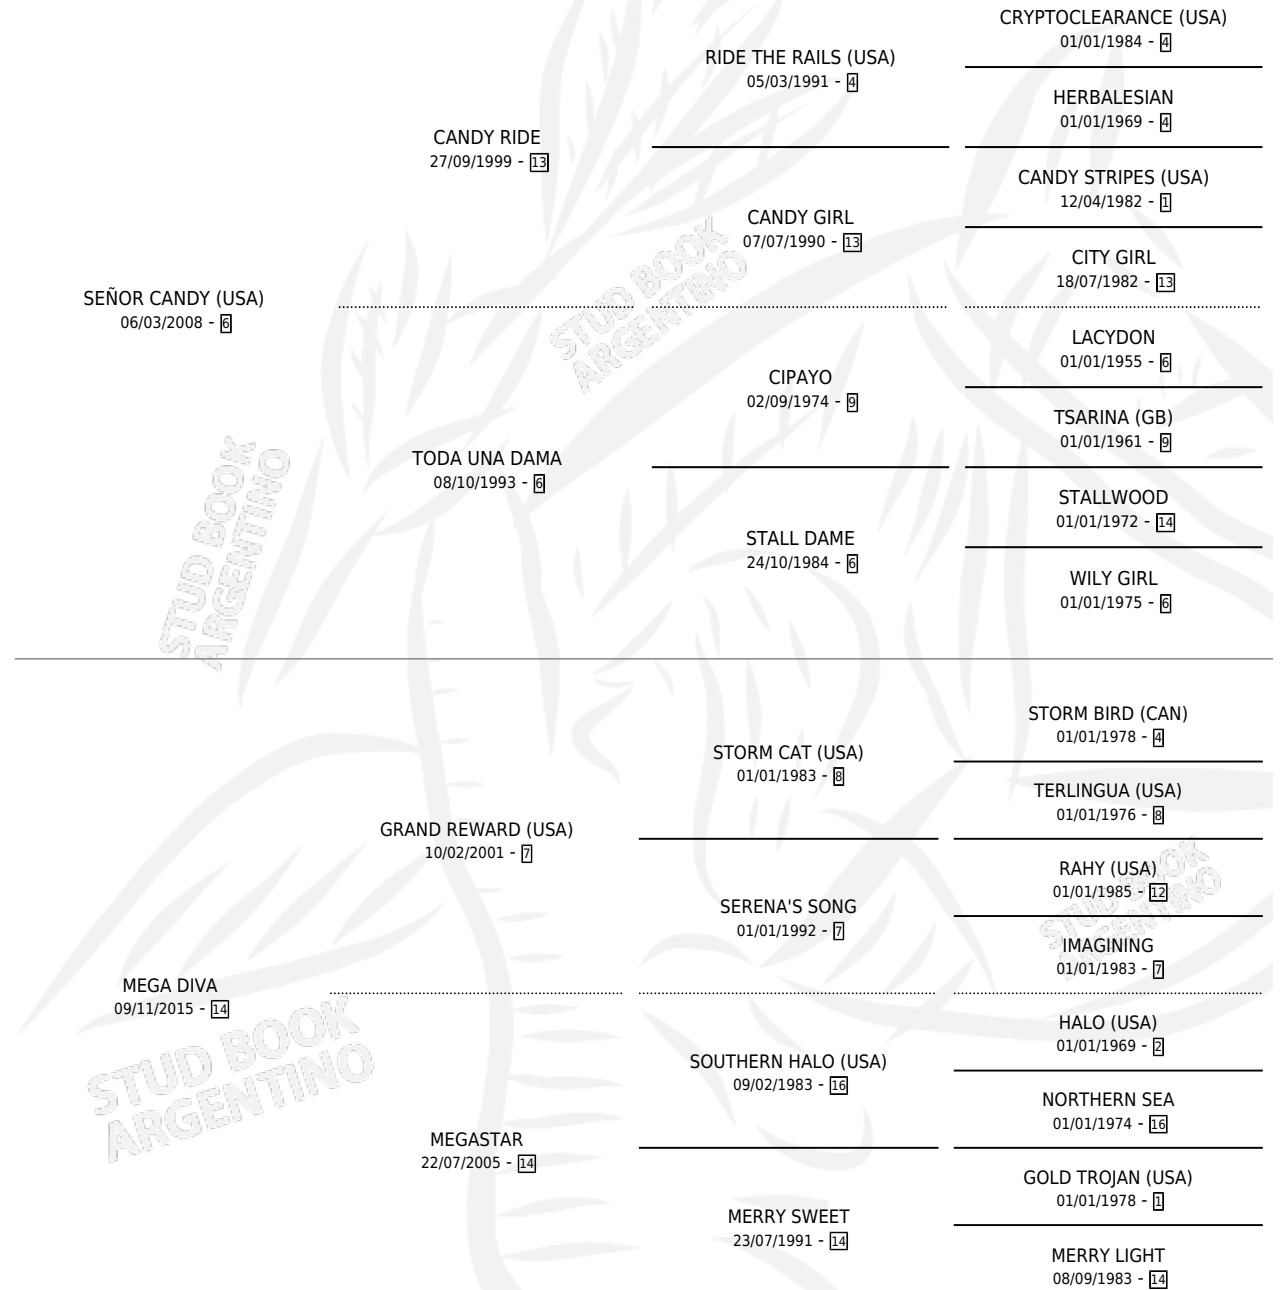 CRYPTOCLEARANCE (USA)
01/01/1984 - 4
RIDE THE RAILS (USA)
05/03/1991 - 4
HERBALESIAN
01/01/1969 - 4
CANDY RIDE
27/09/1999 - 13
CANDY STRIPES (USA)
12/04/1982 - 1
CANDY GIRL
07/07/1990 - 13
CITY GIRL
18/07/1982 - 13
SEÑOR CANDY (USA)
06/03/2008 - 6
LACYDON
01/01/1955 - 6
CIPAYO
02/09/1974 - 9
TSARINA (GB)
01/01/1961 - 9
TODA UNA DAMA
08/10/1993 - 6
STALLWOOD
01/01/1972 - 14
STALL DAME
24/10/1984 - 6
WILY GIRL
01/01/1975 - 6
STORM BIRD (CAN)
01/01/1978 - 4
STORM CAT (USA)
01/01/1983 - 8
TERLINGUA (USA)
01/01/1976 - 8
GRAND REWARD (USA)
10/02/2001 - 7
RAHY (USA)
01/01/1985 - 12
SERENA'S SONG
01/01/1992 - 7
IMAGINING
01/01/1983 - 7
MEGA DIVA
09/11/2015 - 14
HALO (USA)
01/01/1969 - 2
SOUTHERN HALO (USA)
09/02/1983 - 16
NORTHERN SEA
01/01/1974 - 16
MEGASTAR
22/07/2005 - 14
GOLD TROJAN (USA)
01/01/1978 - 1
MERRY SWEET
23/07/1991 - 14
MERRY LIGHT
08/09/1983 - 14
STUD BOOK
ARGENTINO
STUD BOOK
ARGENTINO
STUD BOOK
ARGENTINO
STUD BOOK
ARGENTINO